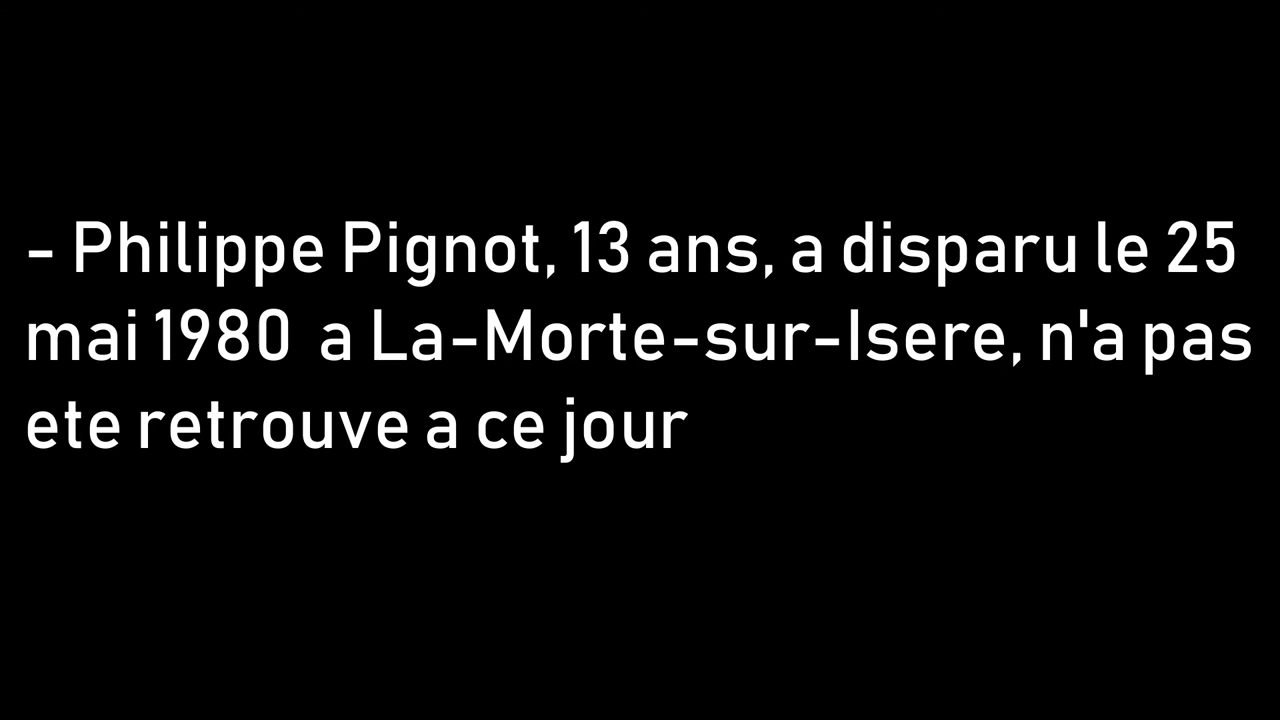 - Philippe Pignot, 13 ans, a disparu le 25
mai 1980  a La-Morte-sur-Isere, n'a pas
ete retrouve a ce jour